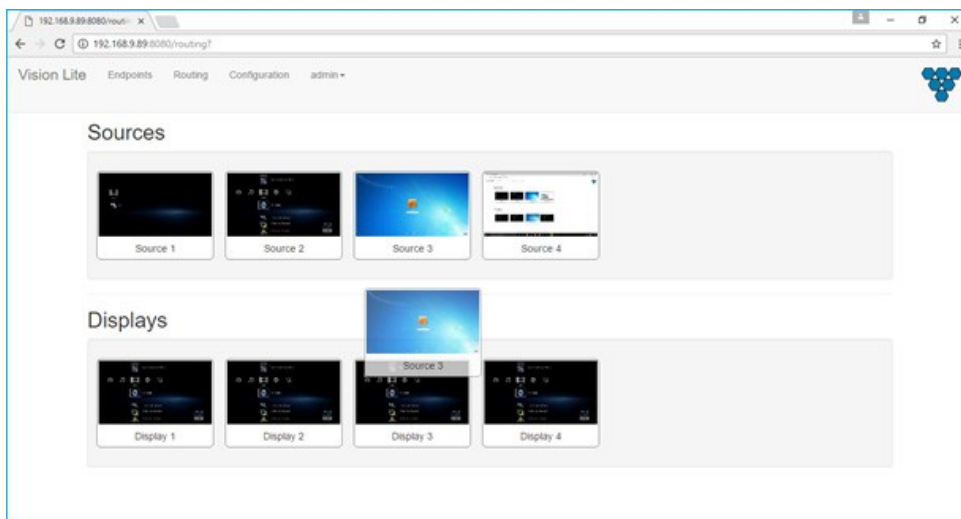 192.168.9.89:8080/routi
192.168.9.89:8080/routing?
Vision Lite Endpoints Routing Configuration admin
Sources
Source 1 Source 2 Source 3 Source 4
Displays
Source 3
Display 1 Display 2 Display 3 Display 4